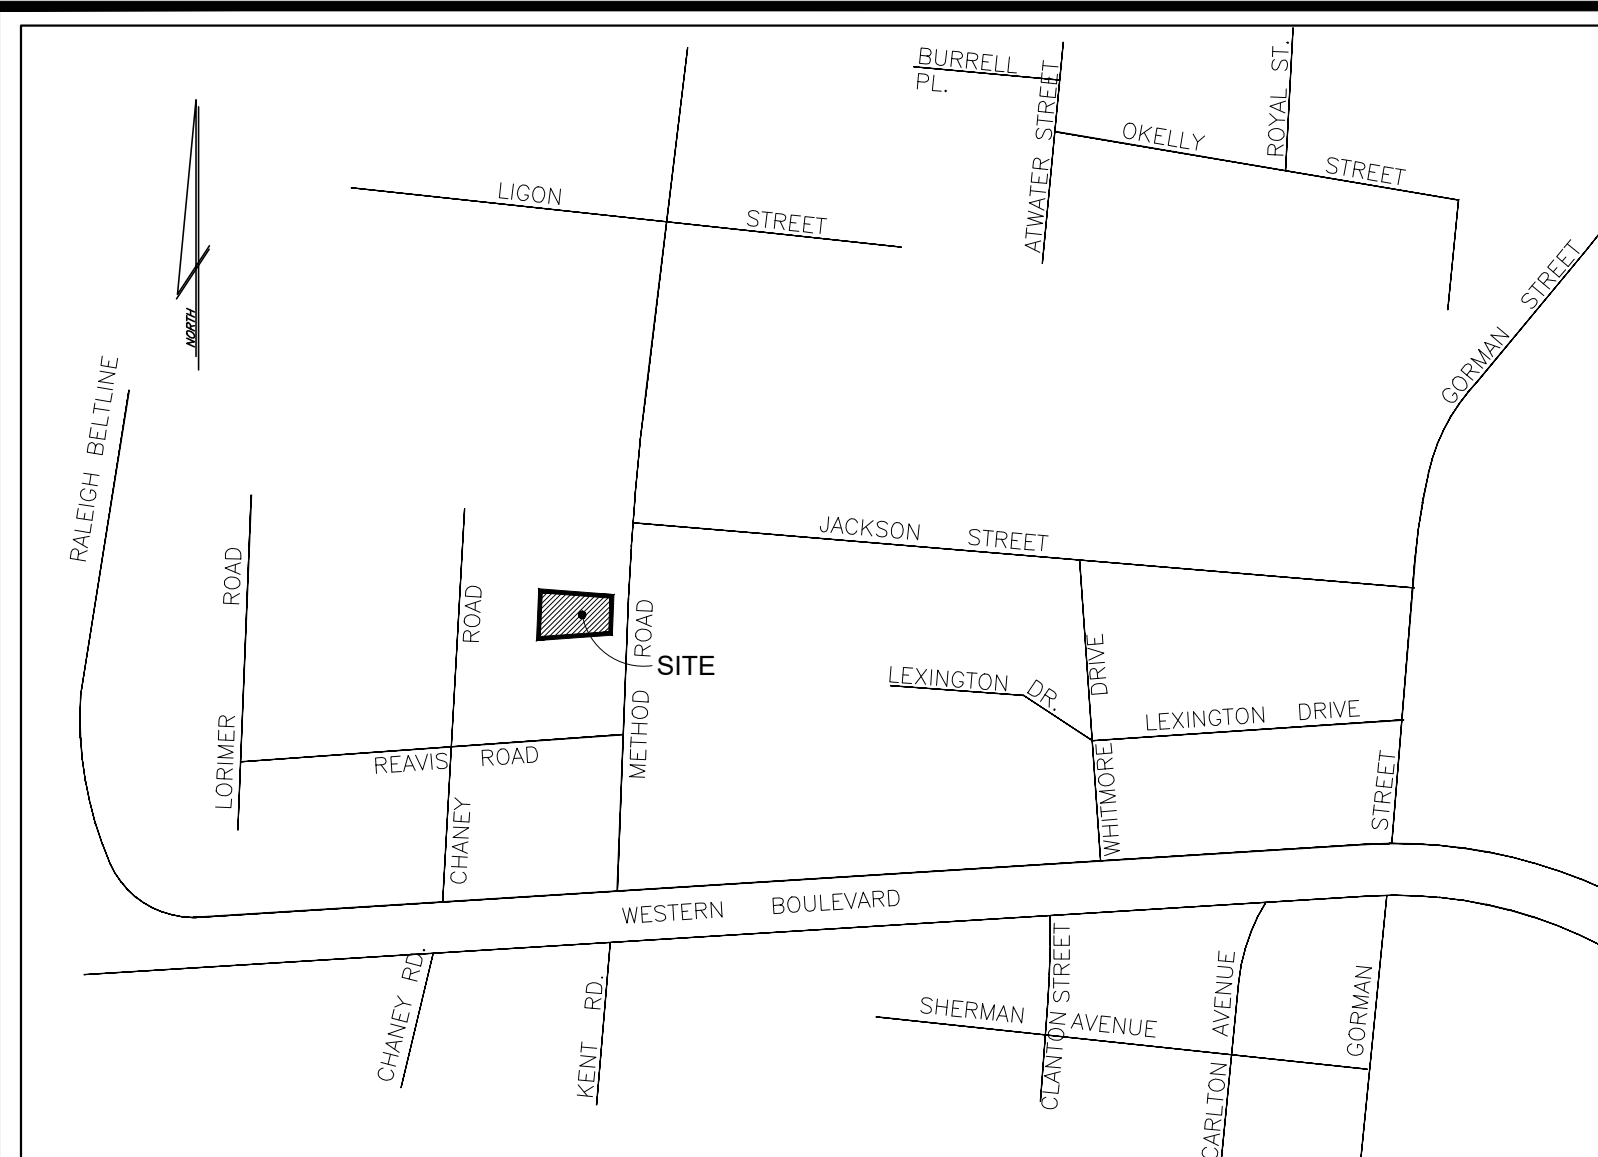 BURRELL
PL.
ATWATER STREET
ROYAL ST.
OKELLY STREET
LIGON STREET
GORMAN STREET
NORTH
RALEIGH BELTLINE
JACKSON STREET
LORIMER ROAD
CHANEY ROAD
METHOD ROAD
SITE
LEXINGTON DR.
WHITMORE DRIVE
LEXINGTON DRIVE
REAVIS ROAD
WESTERN BOULEVARD
CHANEY RD.
KENT RD.
SHERMAN AVENUE
CLANTON STREET
CARLTON AVENUE
GORMAN STREET